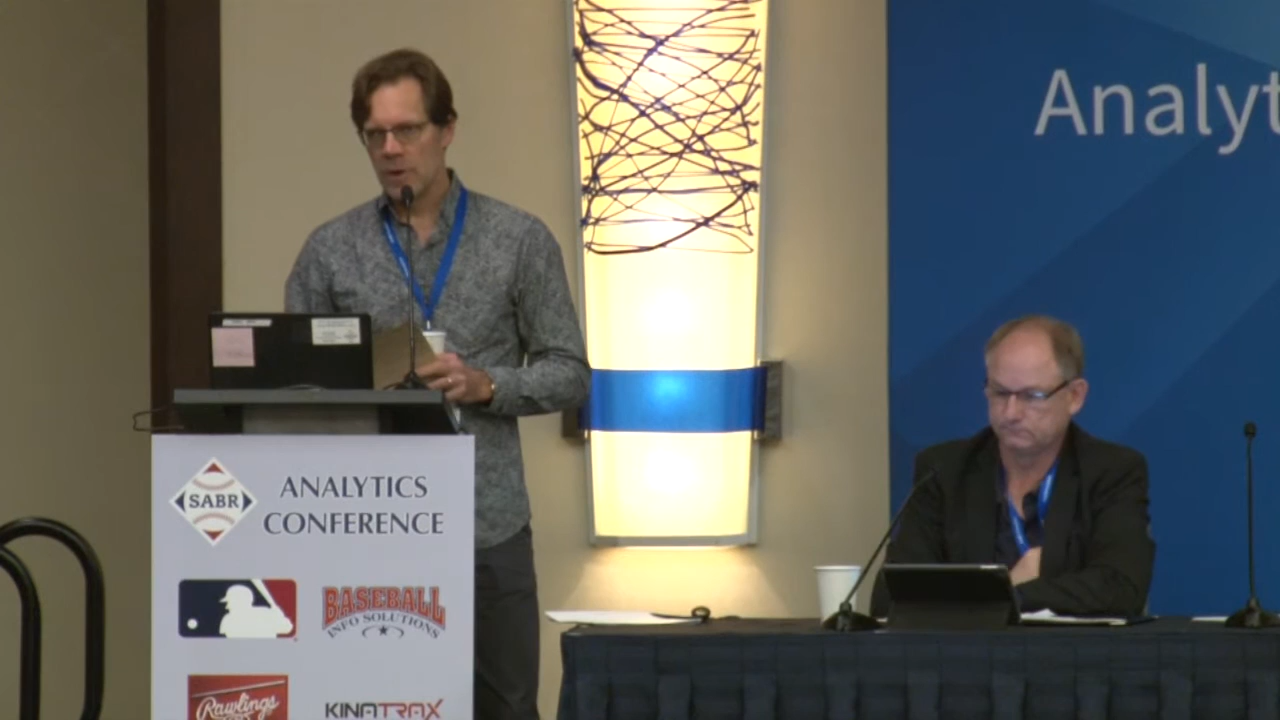 Analyt
SABR
ANALYTICS
CONFERENCE
BASEBALL
INFO SOLUTIONS
Rawlings
KINATRAX